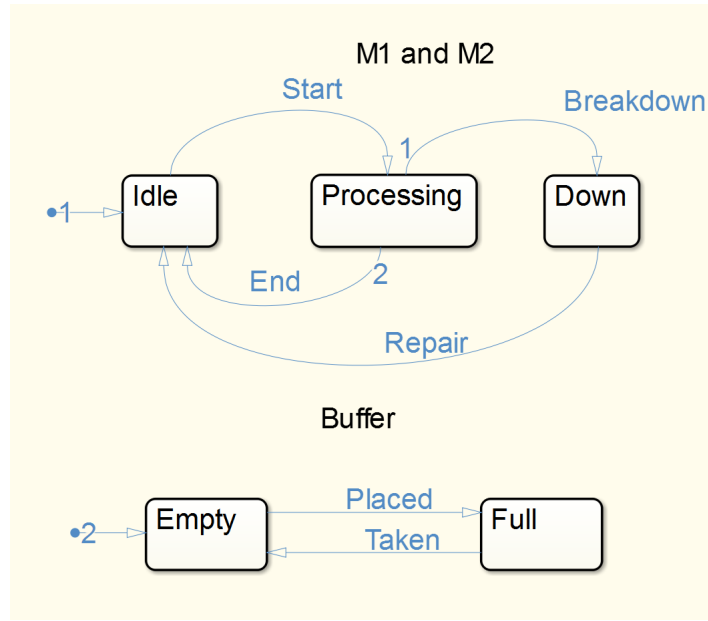 M1 and M2
Start
Breakdown
1
Idle
Processing
Down
1
End
2
Repair
Buffer
Empty
Placed
Full
2
Taken